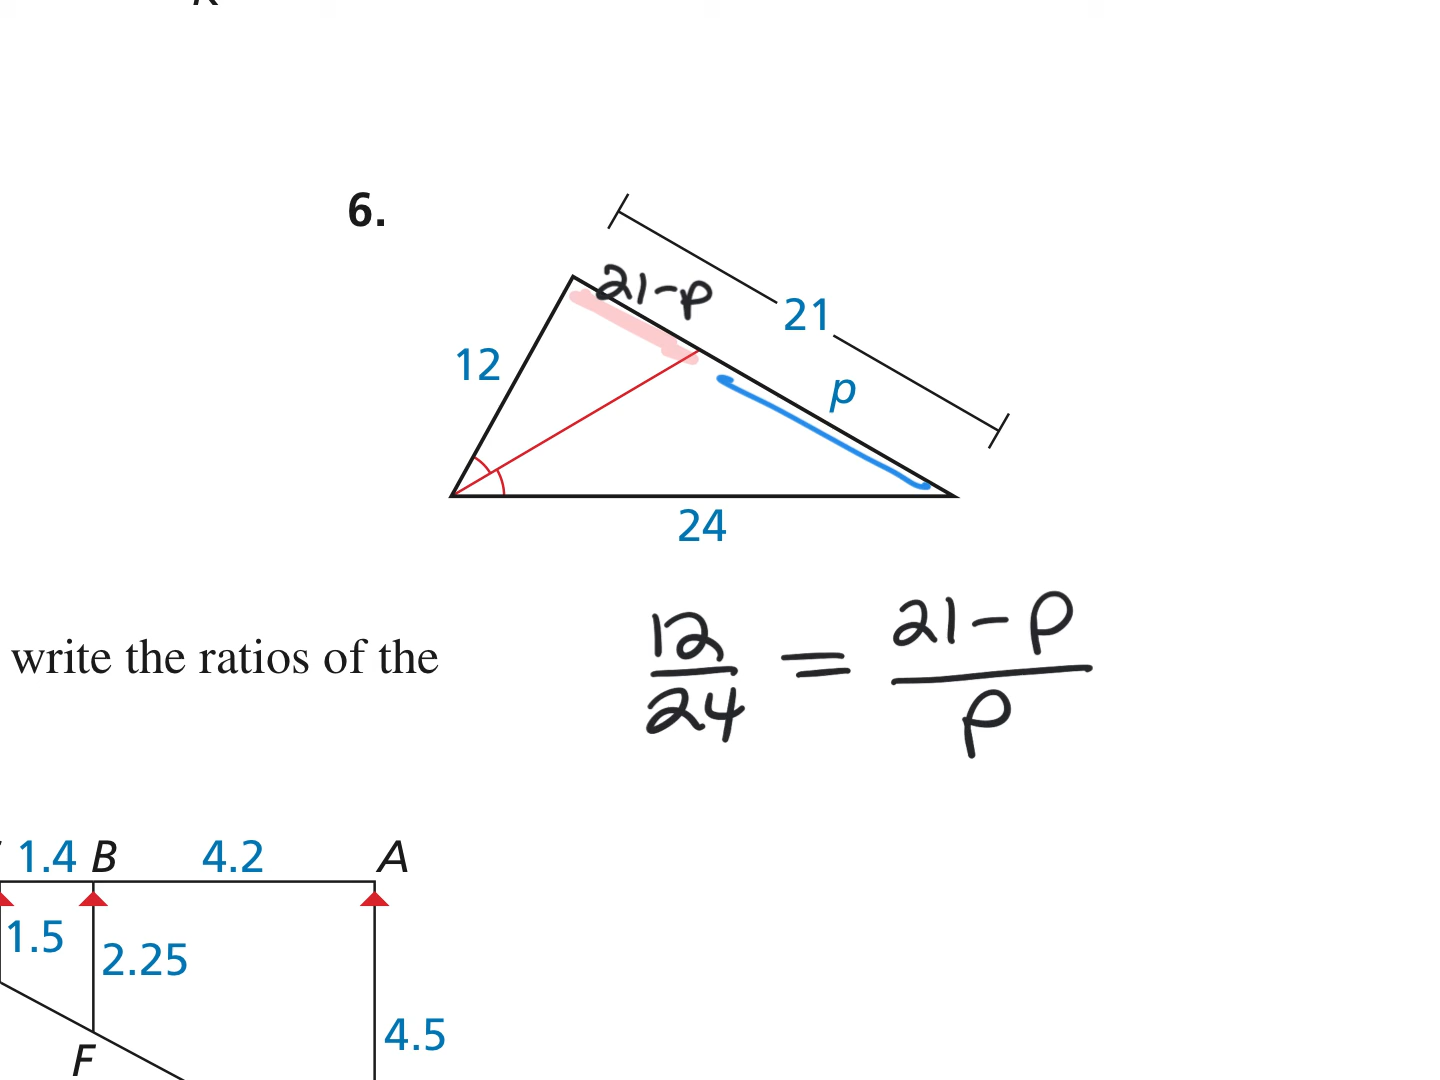 6.
21-p
21
12
p
24
12/24 = 21-p/p
write the ratios of the
1.4 B 4.2 A
1.5
2.25
4.5
F